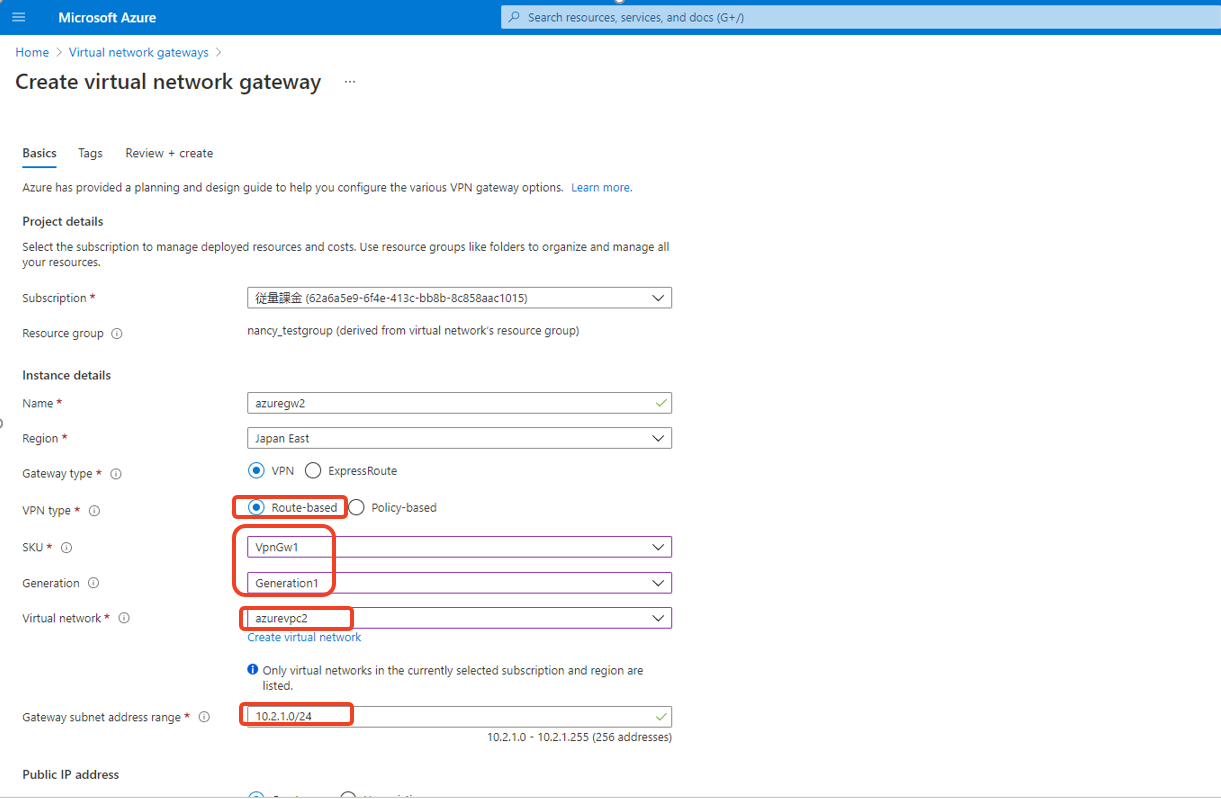 Microsoft Azure
Search resources, services, and docs (G+/)
Home > Virtual network gateways >
Create virtual network gateway ...
Basics Tags Review + create
Azure has provided a planning and design guide to help you configure the various VPN gateway options. Learn more.
Project details
Select the subscription to manage deployed resources and costs. Use resource groups like folders to organize and manage all
your resources.
Subscription * 従量課金 (62a6a5e9-6f4e-413c-bb8b-8c858aac1015)
Resource group nancy_testgroup (derived from virtual network's resource group)
Instance details
Name * azuregw2
Region * Japan East
Gateway type * VPN ExpressRoute
VPN type * Route-based Policy-based
SKU * VpnGw1
Generation Generation1
Virtual network * azurevpc2
Create virtual network
Only virtual networks in the currently selected subscription and region are
listed.
Gateway subnet address range * 10.2.1.0/24
10.2.1.0 - 10.2.1.255 (256 addresses)
Public IP address